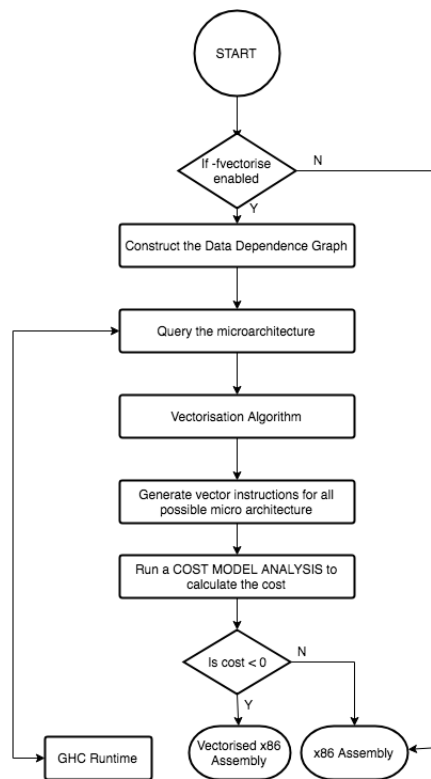 START
If -fvectorise
enabled
N
Y
Construct the Data Dependence Graph
Query the microarchitecture
Vectorisation Algorithm
Generate vector instructions for all
possible micro architecture
Run a COST MODEL ANALYSIS to
calculate the cost
Is cost < 0
N
Y
GHC Runtime
Vectorised x86
Assembly
x86 Assembly